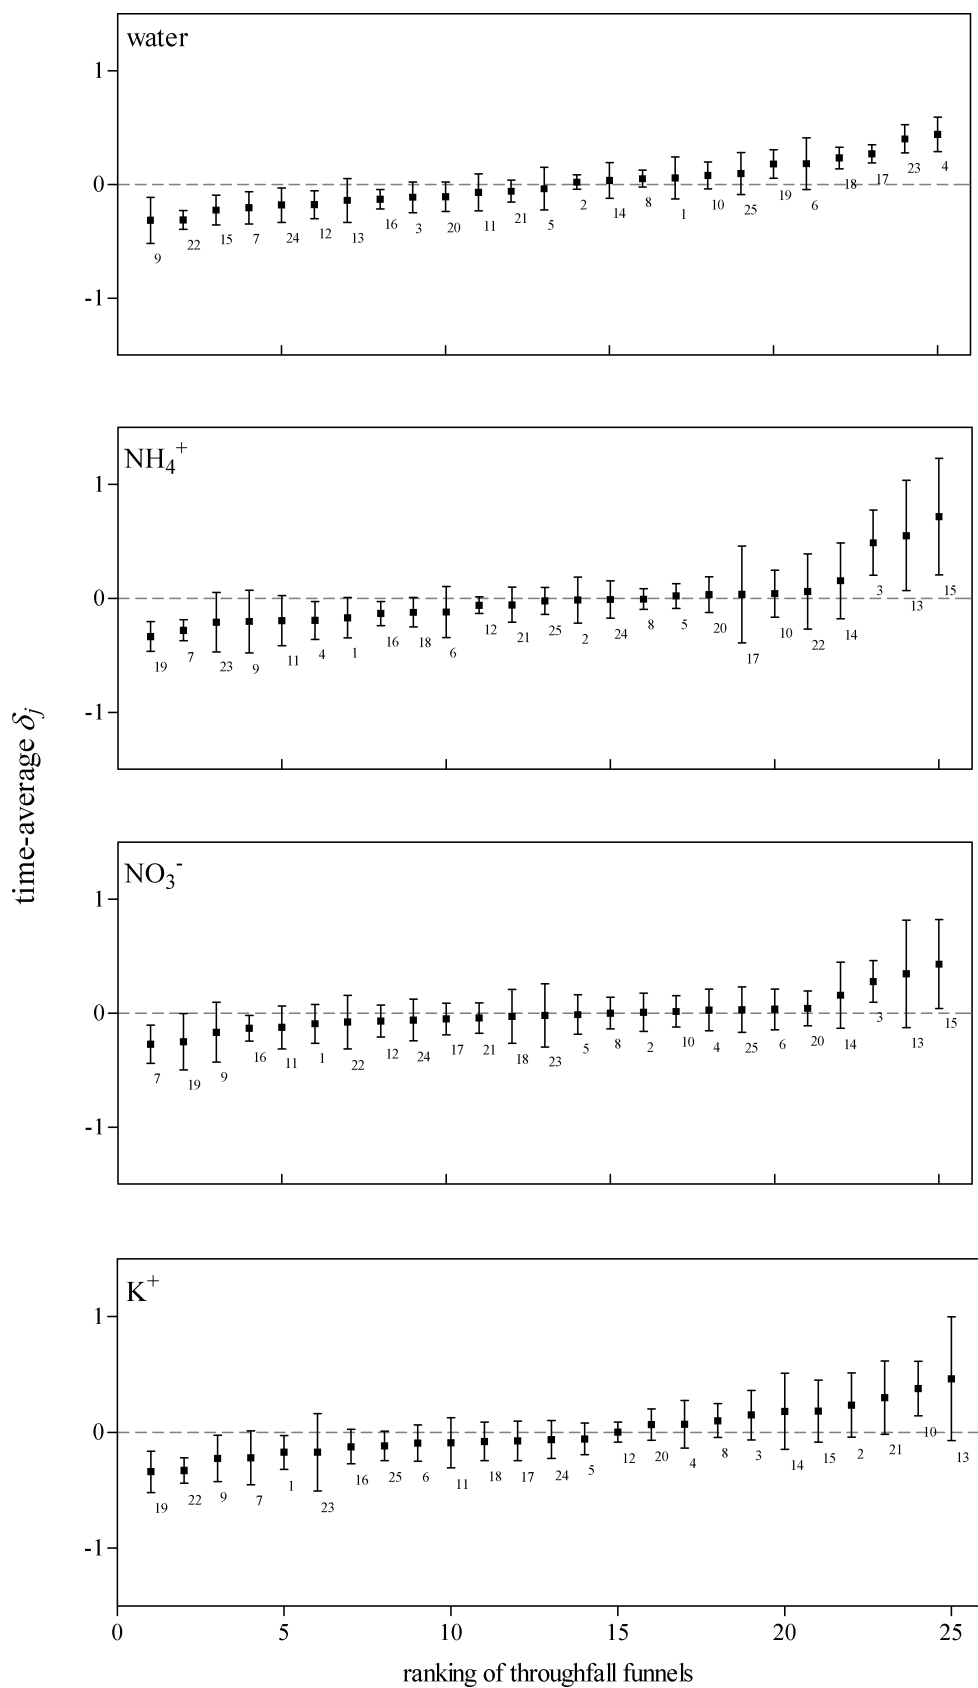 water
1
0
-1
9 22 15 7 24 12 13 16 3 20 11 21 5 2 14 8 1 10 25 19 6 18 17 23 4
NH₄⁺
1
0
-1
19 7 23 9 11 4 1 16 18 6 12 21 25 2 24 8 5 20 17 10 22 14 3 13 15
time-average δⱼ
NO₃⁻
1
0
-1
7 19 9 16 11 1 22 12 24 17 21 18 23 5 8 2 10 4 25 6 20 14 3 13 15
K⁺
1
0
-1
19 22 9 7 1 23 16 25 6 11 18 17 24 5 12 20 4 8 3 14 15 2 21 10 13
0 5 10 15 20 25
ranking of throughfall funnels